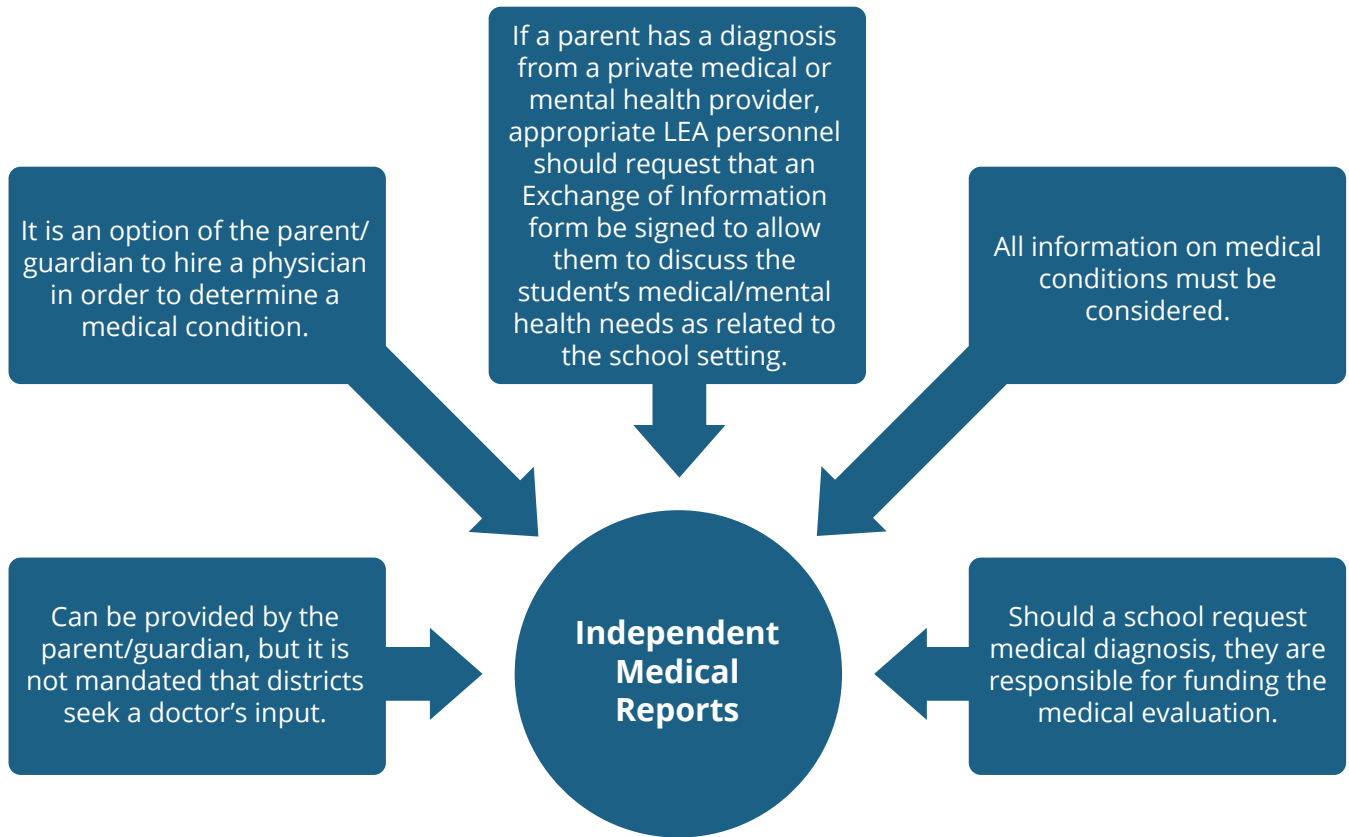 If a parent has a diagnosis
from a private medical or
mental health provider,
appropriate LEA personnel
should request that an
Exchange of Information
form be signed to allow
them to discuss the
student’s medical/mental
health needs as related to
the school setting.
It is an option of the parent/
guardian to hire a physician
in order to determine a
medical condition.
All information on medical
conditions must be
considered.
Can be provided by the
parent/guardian, but it is
not mandated that districts
seek a doctor’s input.
Independent
Medical
Reports
Should a school request
medical diagnosis, they are
responsible for funding the
medical evaluation.